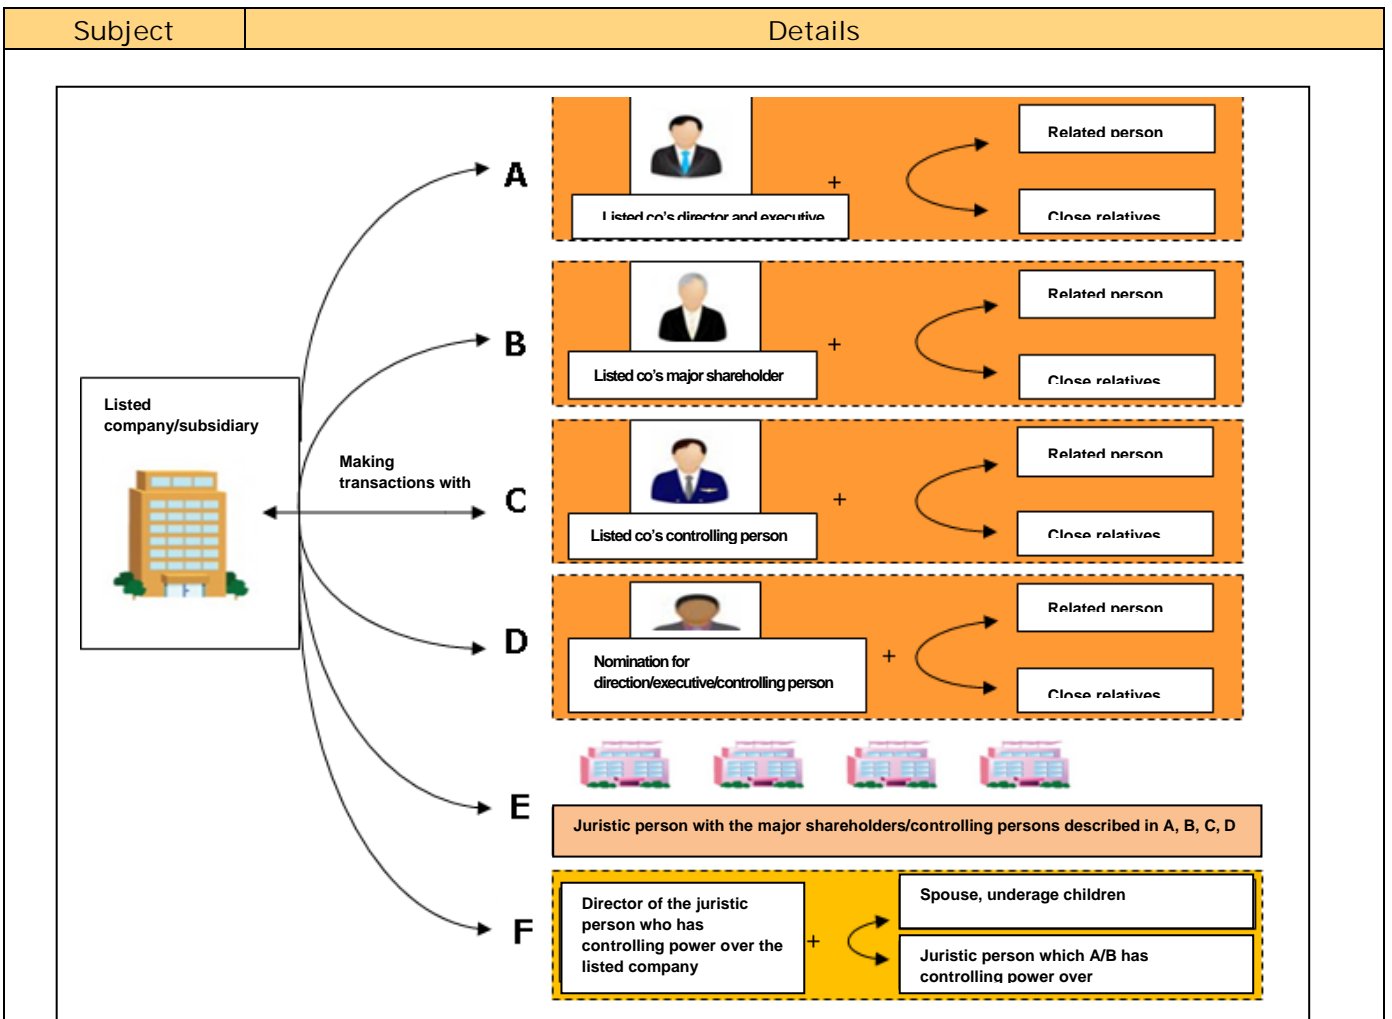 Subject
Details
A
Listed co's director and executive
+
Related person
Close relatives
B
Listed co's major shareholder
+
Related person
Close relatives
Listed
company/subsidiary
Making
transactions with
C
Listed co's controlling person
+
Related person
Close relatives
D
Nomination for
direction/executive/controlling person
+
Related person
Close relatives
E
Juristic person with the major shareholders/controlling persons described in A, B, C, D
F
Director of the juristic
person who has
controlling power over the
listed company
+
Spouse, underage children
Juristic person which A/B has
controlling power over